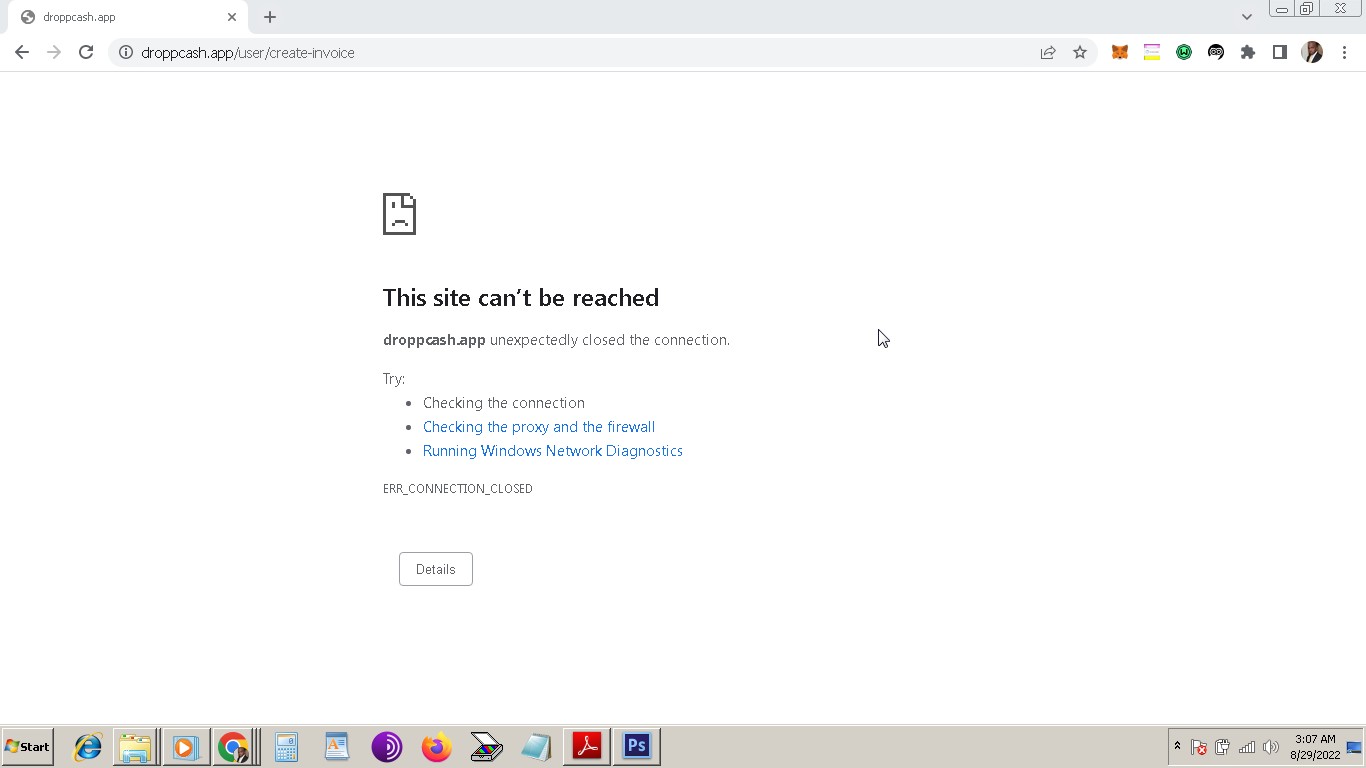 droppcash.app
droppcash.app/user/create-invoice
This site can't be reached
droppcash.app unexpectedly closed the connection.
Try:
• Checking the connection
• Checking the proxy and the firewall
• Running Windows Network Diagnostics
ERR_CONNECTION_CLOSED
Details
Start
Ps
3:07 AM
8/29/2022